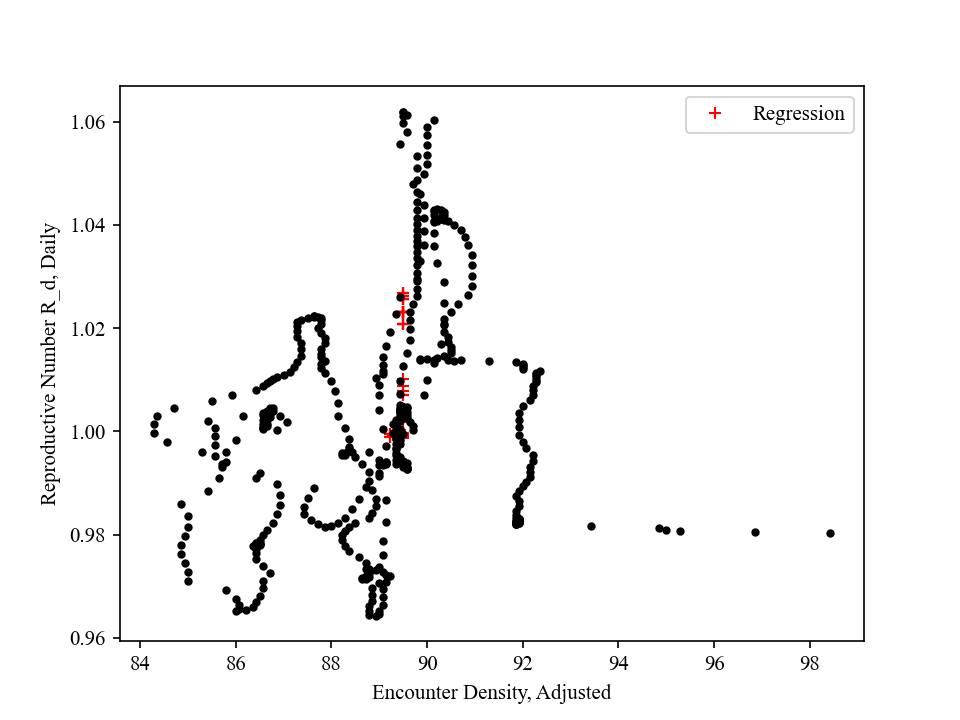 Regression
1.06
1.04
1.02
1.00
0.98
0.96
Reproductive Number R_d, Daily
84 86 88 90 92 94 96 98
Encounter Density, Adjusted